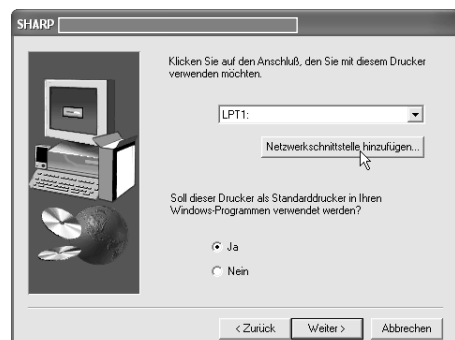 SHARP
Klicken Sie auf den Anschluß, den Sie mit diesem Drucker
verwenden möchten.
LPT1:
Netzwerkschnittstelle hinzufügen...
Soll dieser Drucker als Standarddrucker in Ihren
Windows-Programmen verwendet werden?
Ja
Nein
< Zurück
Weiter >
Abbrechen